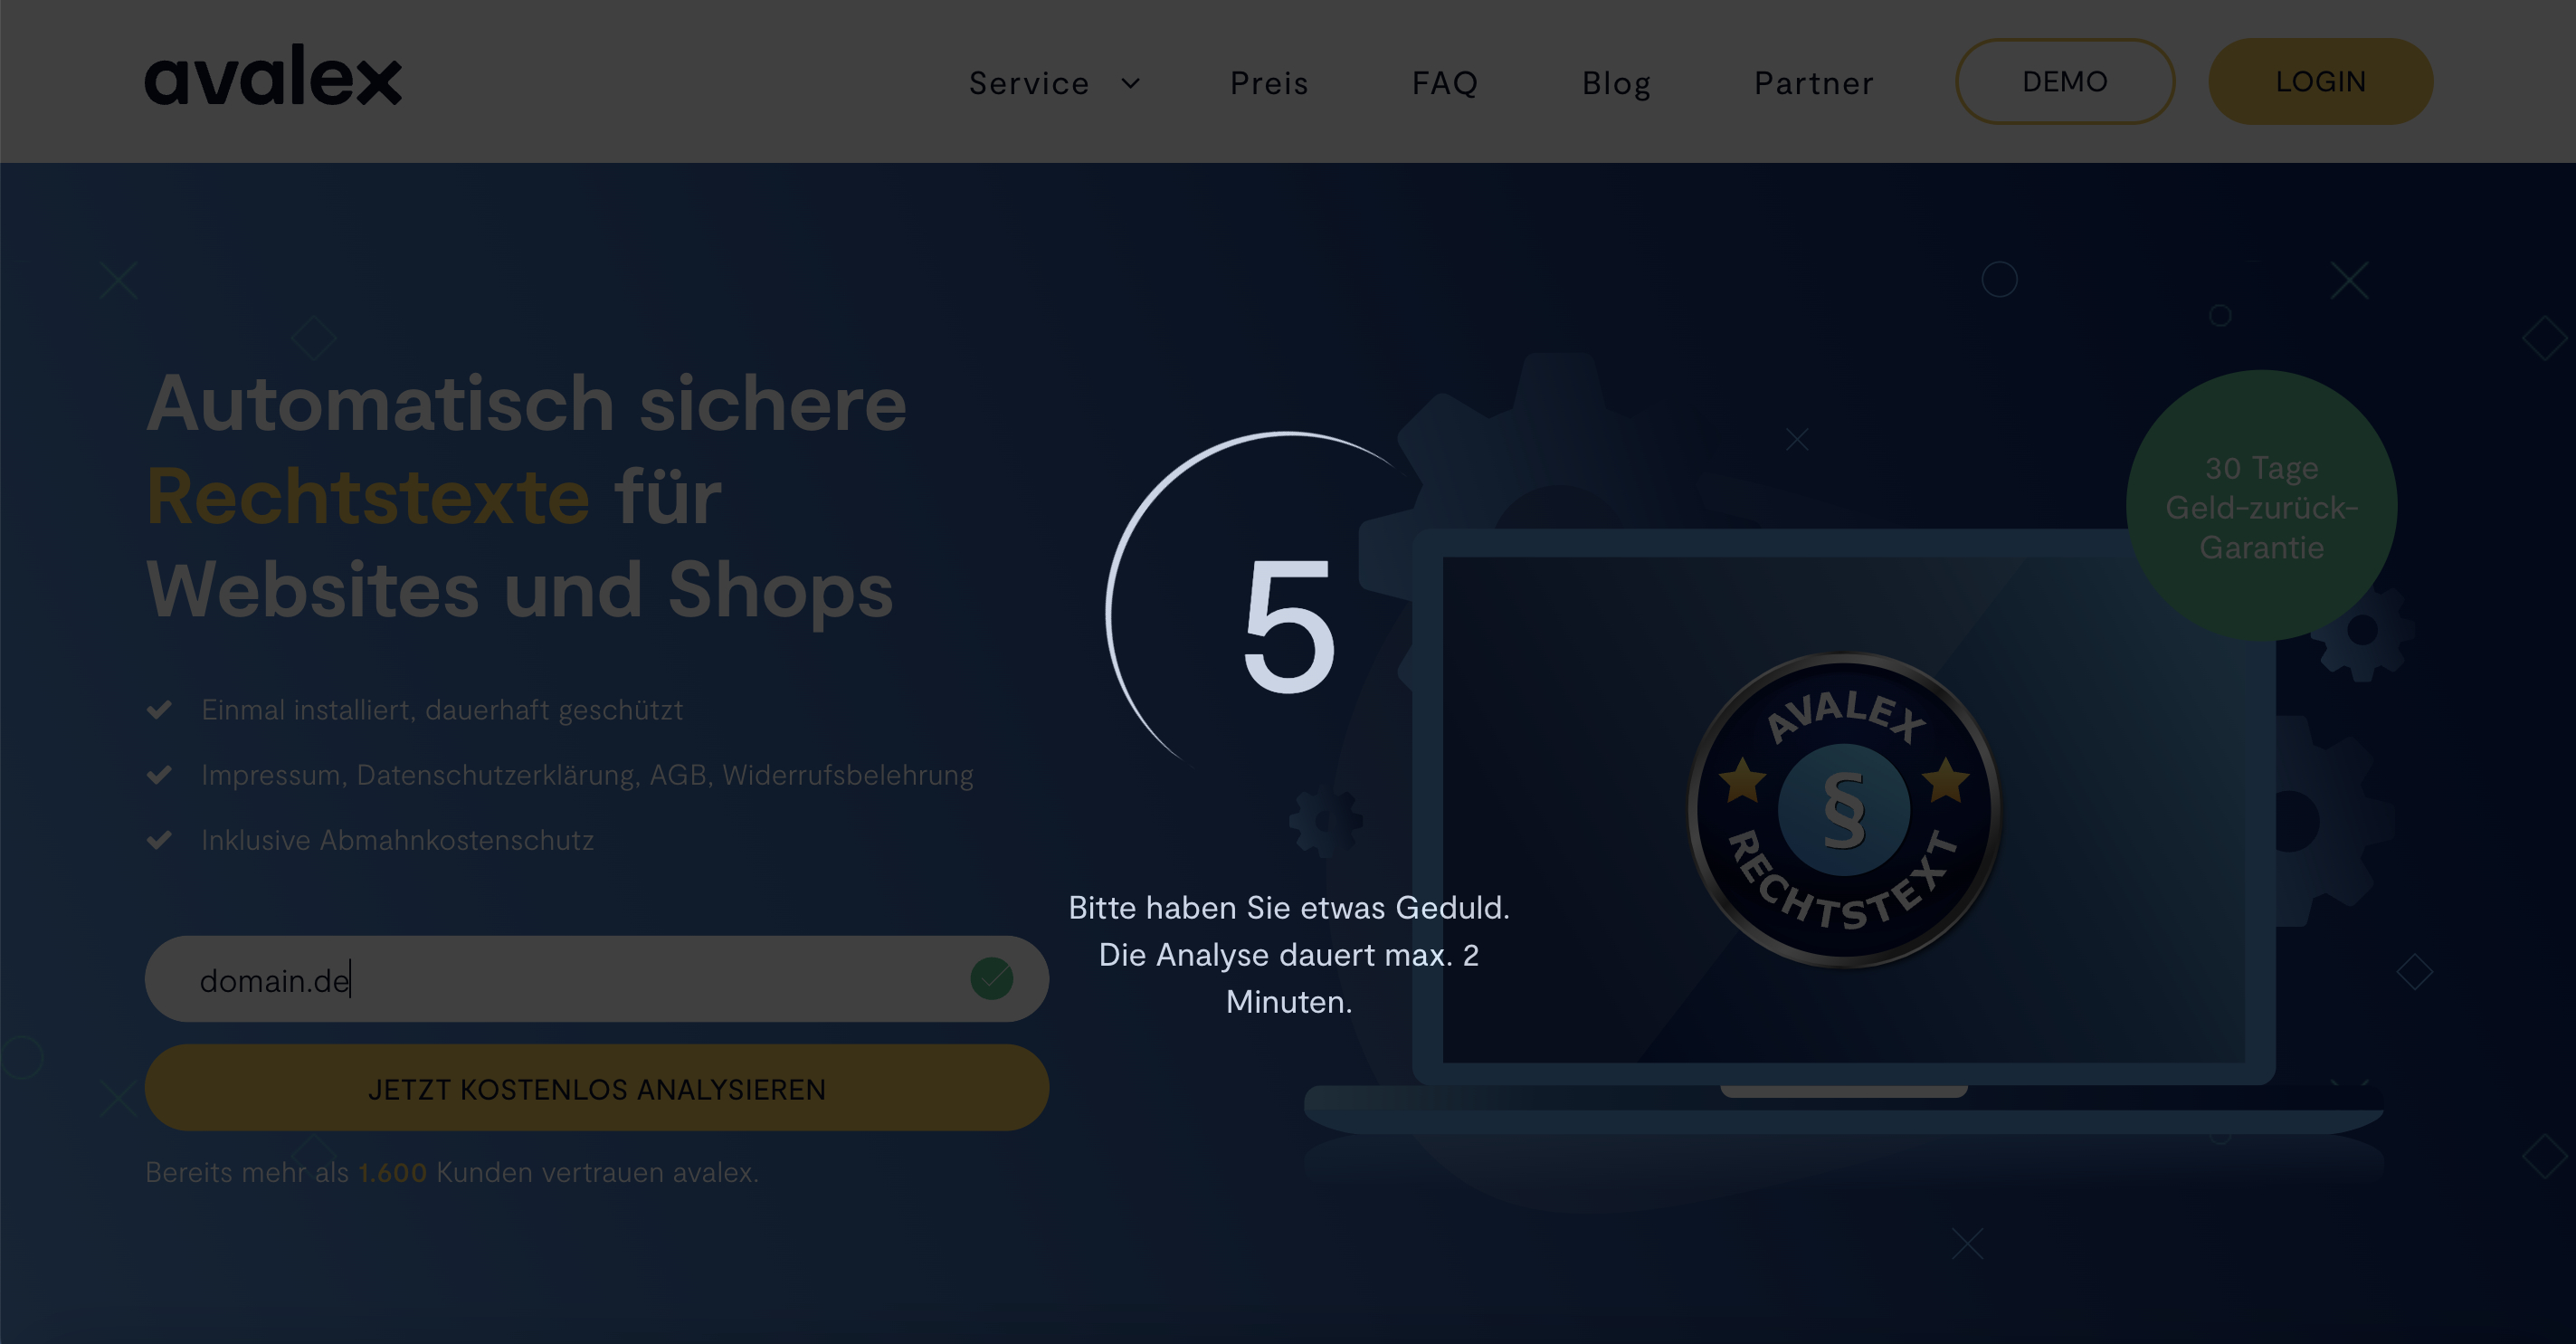 avalex
Service
Preis
FAQ
Blog
Partner
DEMO
LOGIN
Automatisch sichere
Rechtstexte für
Websites und Shops
Einmal installiert, dauerhaft geschützt
Impressum, Datenschutzerklärung, AGB, Widerrufsbelehrung
Inklusive Abmahnkostenschutz
domain.de
JETZT KOSTENLOS ANALYSIEREN
Bereits mehr als 1.600 Kunden vertrauen avalex.
5
Bitte haben Sie etwas Geduld.
Die Analyse dauert max. 2
Minuten.
30 Tage
Geld-zurück-
Garantie
AVALEX
§
RECHTSTEXT